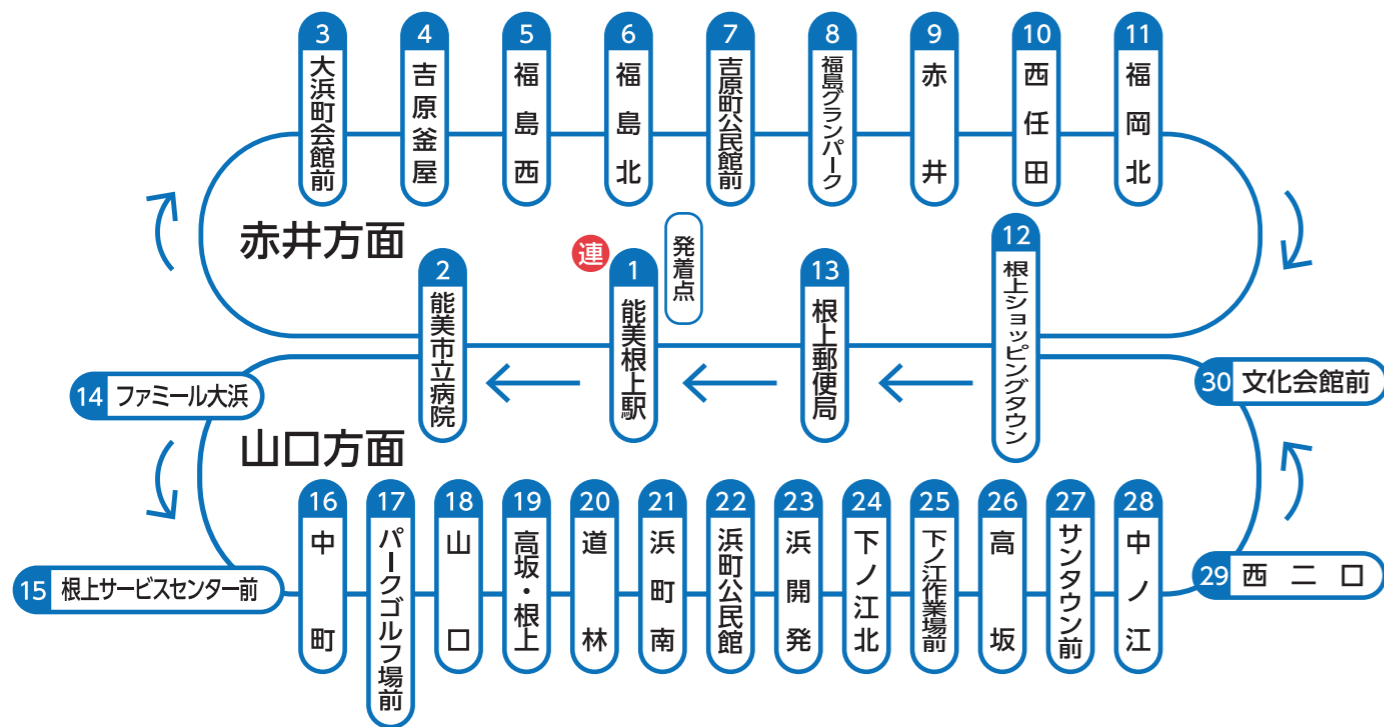 3 大浜町会館前
4 吉原釜屋
5 福島西
6 福島北
7 吉原町公民館前
8 福島グランパーク
9 赤井
10 西任田
11 福岡北
赤井方面
2 能美市立病院
連
1 能美根上駅
発着点
13 根上郵便局
12 根上ショッピングタウン
14 ファミール大浜
30 文化会館前
山口方面
15 根上サービスセンター前
16 中町
17 パークゴルフ場前
18 山口
19 高坂・根上
20 道林
21 浜町南
22 浜町公民館
23 浜開発
24 下ノ江北
25 下ノ江作業場前
26 高坂
27 サンタウン前
28 中ノ江
29 西二口